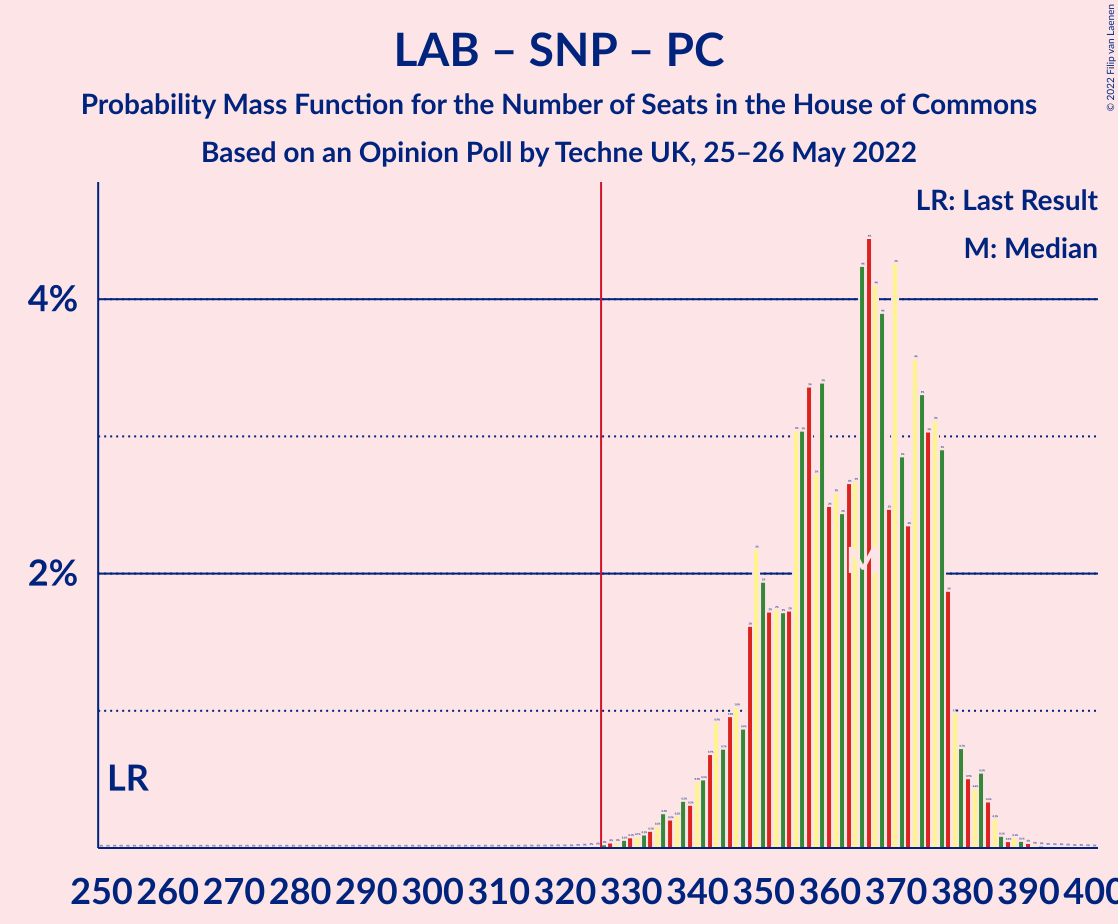 LAB – SNP – PC
Probability Mass Function for the Number of Seats in the House of Commons
Based on an Opinion Poll by Techne UK, 25–26 May 2022
© 2022 Filip van Laenen
LR: Last Result
M: Median
4%
2%
M
LR
250 260 270 280 290 300 310 320 330 340 350 360 370 380 390 400